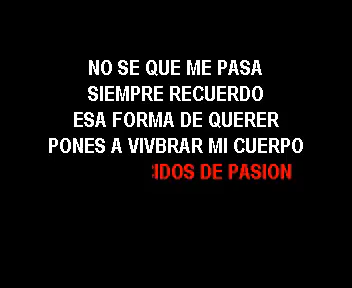 NO SE QUE ME PASA
SIEMPRE RECUERDO
ESA FORMA DE QUERER
PONES A VIVBRAR MI CUERPO
DE PASION